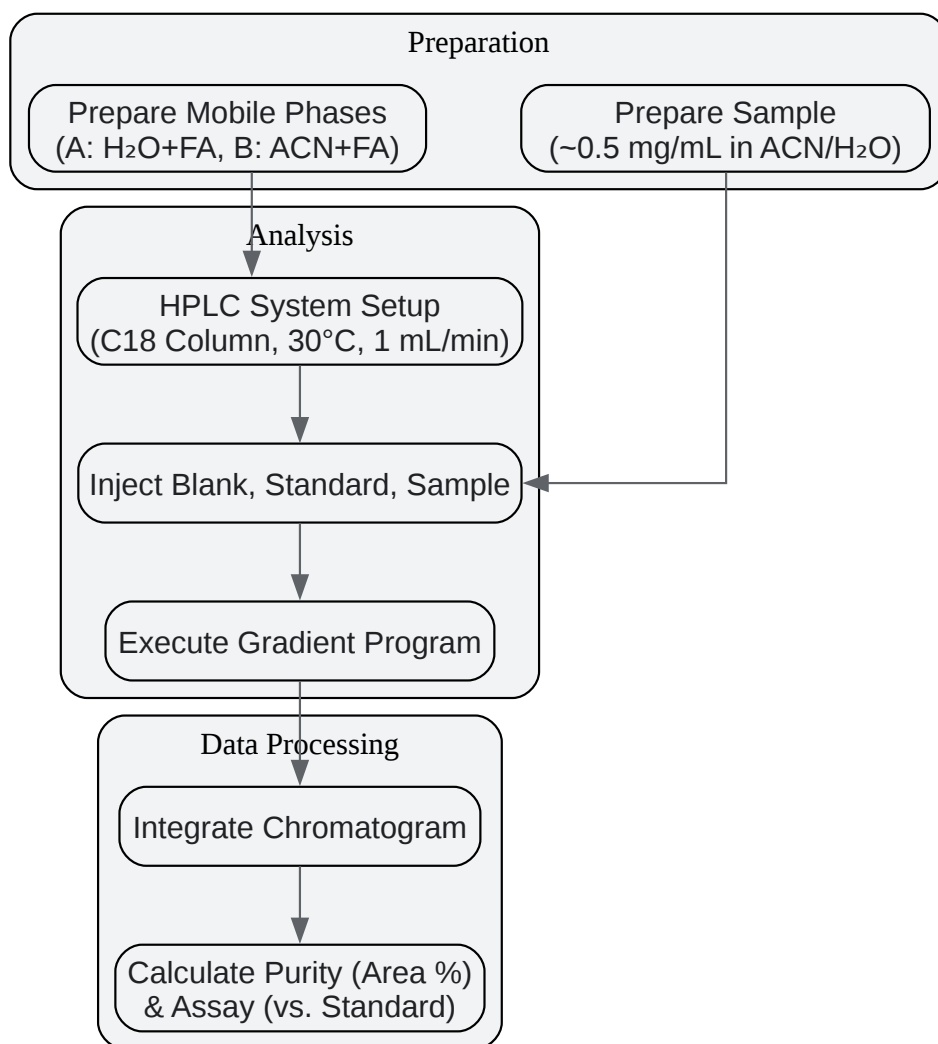 Preparation
Prepare Mobile Phases
(A: H₂O+FA, B: ACN+FA)
Prepare Sample
(~0.5 mg/mL in ACN/H₂O)
Analysis
HPLC System Setup
(C18 Column, 30°C, 1 mL/min)
Inject Blank, Standard, Sample
Execute Gradient Program
Data Processing
Integrate Chromatogram
Calculate Purity (Area %)
& Assay (vs. Standard)